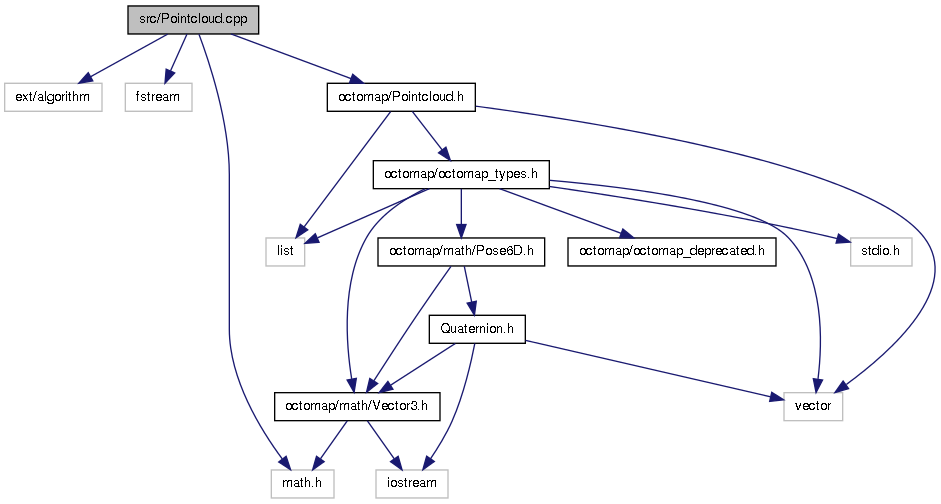 src/Pointcloud.cpp
ext/algorithm
fstream
octomap/Pointcloud.h
octomap/octomap_types.h
list
octomap/math/Pose6D.h
octomap/octomap_deprecated.h
stdio.h
Quaternion.h
octomap/math/Vector3.h
vector
math.h
iostream